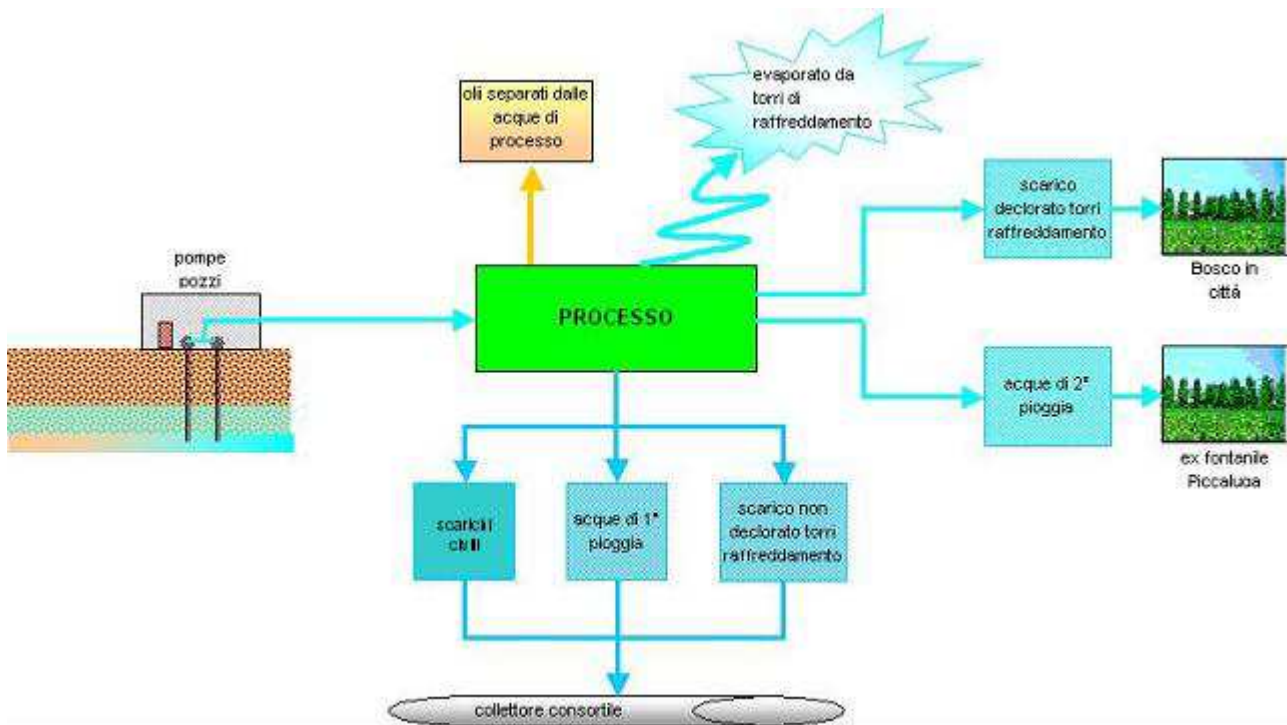 evaporato da
torri di
raffreddamento
olii separati dalle
acque di
processo
scarico
declorato torri
raffreddamento
Bosco in
città
pompe
pozzi
PROCESSO
acque di 2°
pioggia
ex fontanile
Piccaluga
scarichi
civili
acque di 1°
pioggia
scarico non
declorato torri
raffreddamento
collettore consortile